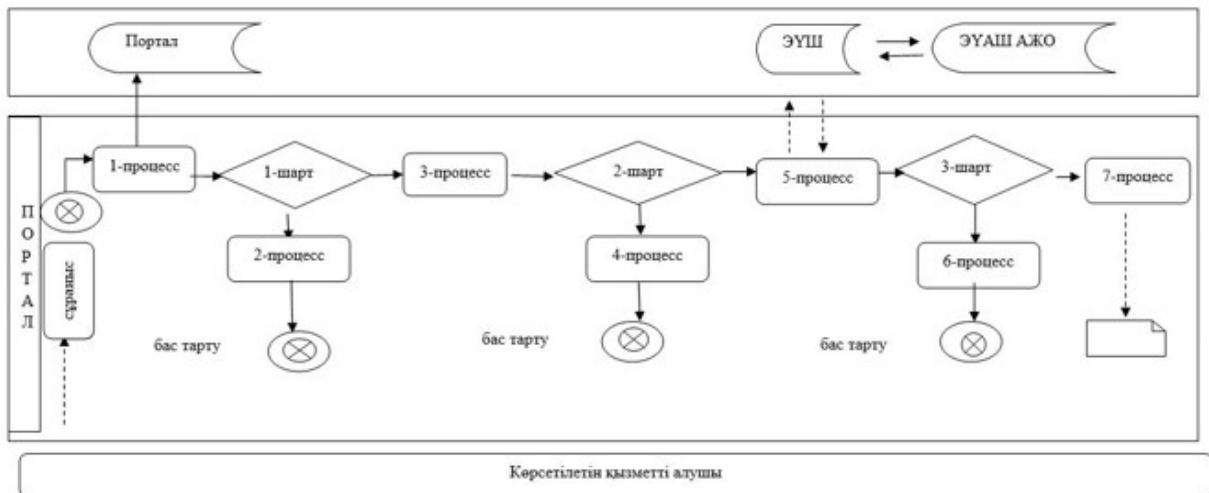 Портал
ЭҮШ
ЭҮАШ АЖО
ПОРТАЛ
1-процесс
1-шарт
3-процесс
2-шарт
5-процесс
3-шарт
7-процесс
сұраныс
2-процесс
4-процесс
6-процесс
бас тарту
бас тарту
бас тарту
Көрсетілетін қызметті алушы